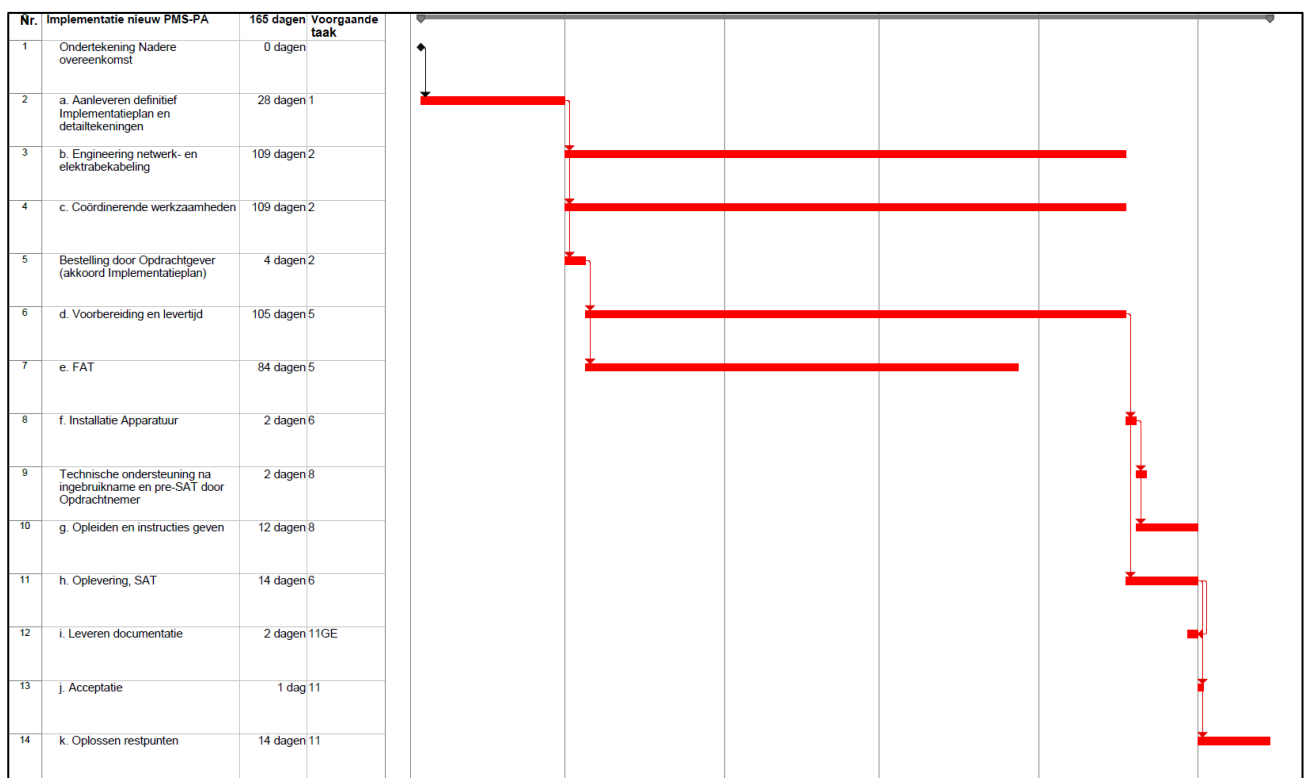 Nr. Implementatie nieuw PMS-PA 165 dagen Voorgaande
taak
1 Ondertekening Nadere 0 dagen
overeenkomst
2 a. Aanleveren definitief 28 dagen 1
Implementatieplan en
detailtekeningen
3 b. Engineering netwerk- en 109 dagen 2
elektrabekabeling
4 c. Coördinerende werkzaamheden 109 dagen 2
5 Bestelling door Opdrachtgever 4 dagen 2
(akkoord Implementatieplan)
6 d. Voorbereiding en levertijd 105 dagen 5
7 e. FAT 84 dagen 5
8 f. Installatie Apparatuur 2 dagen 6
9 Technische ondersteuning na 2 dagen 8
ingebruikname en pre-SAT door
Opdrachtnemer
10 g. Opleiden en instructies geven 12 dagen 8
11 h. Oplevering, SAT 14 dagen 6
12 i. Leveren documentatie 2 dagen 11GE
13 j. Acceptatie 1 dag 11
14 k. Oplossen restpunten 14 dagen 11